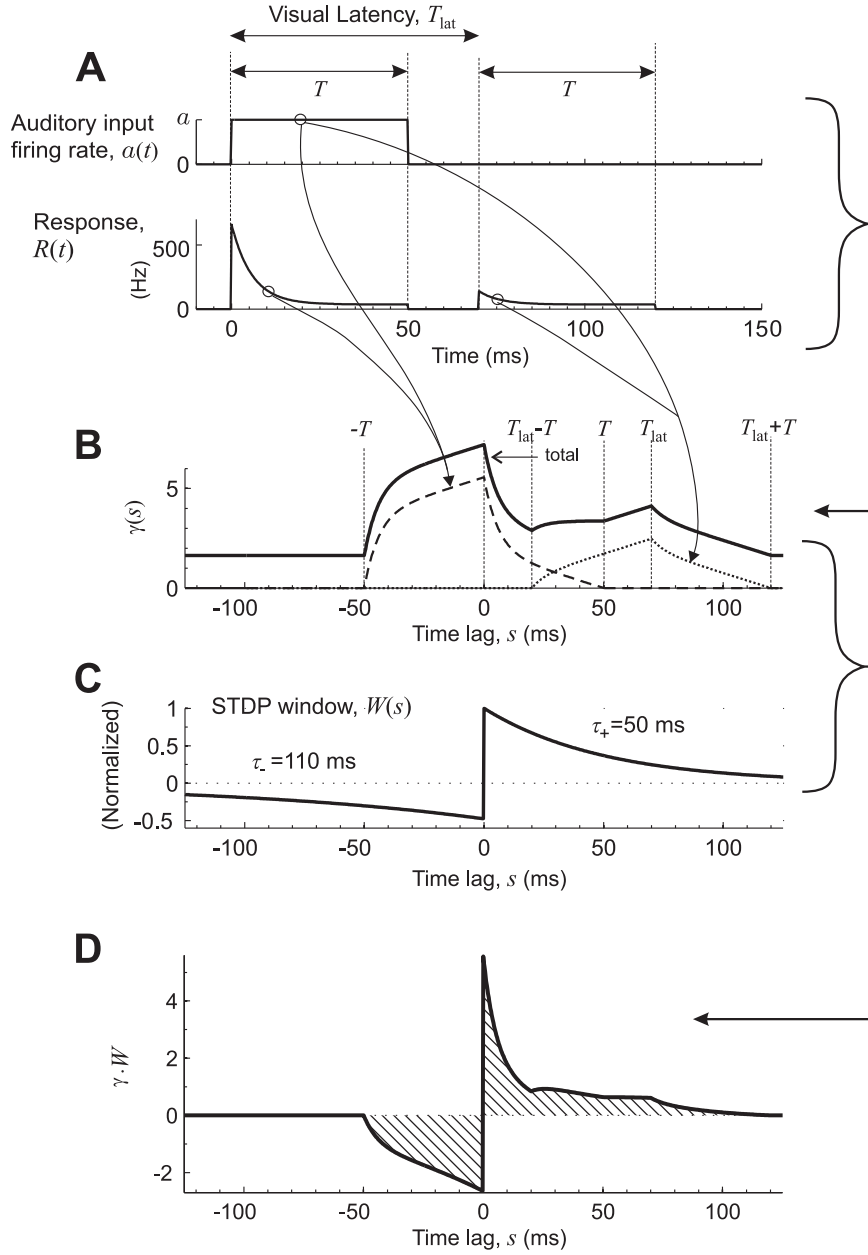 Visual Latency, T_lat
A
T
T
Auditory input
firing rate, a(t)
a
0
Response,
R(t)
(Hz)
500
0
0 50 100 150
Time (ms)
B
-T
T_lat-T
T
T_lat
T_lat+T
total
γ(s)
5
0
-100 -50 0 50 100
Time lag, s (ms)
C
STDP window, W(s)
(Normalized)
1
0.5
0
-0.5
τ_-=110 ms
τ_+=50 ms
-100 -50 0 50 100
Time lag, s (ms)
D
γ·W
4
2
0
-2
-100 -50 0 50 100
Time lag, s (ms)